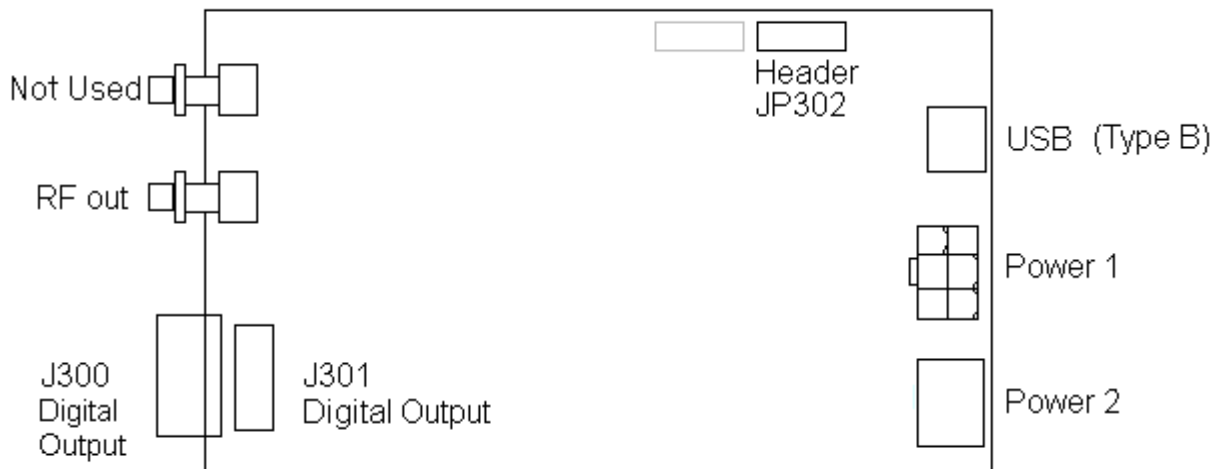 Not Used
Header
JP302
USB (Type B)
RF out
Power 1
J300
Digital
Output
J301
Digital Output
Power 2